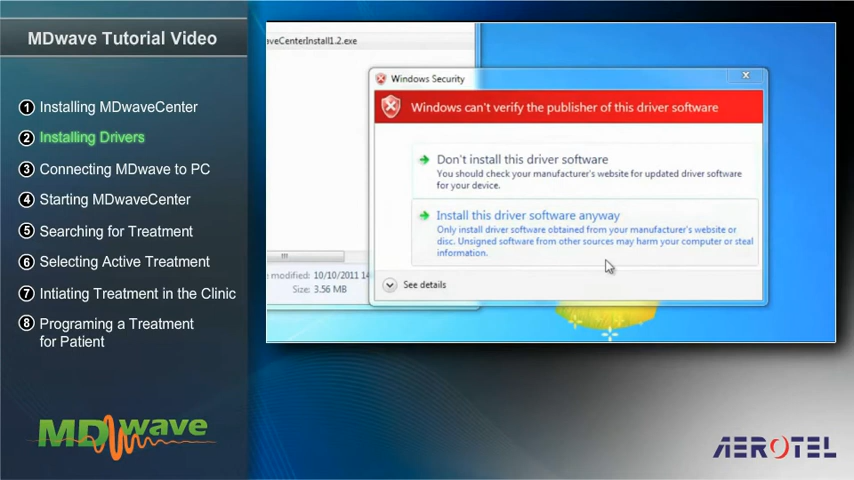 MDwave Tutorial Video
1 Installing MDwaveCenter
2 Installing Drivers
3 Connecting MDwave to PC
4 Starting MDwaveCenter
5 Searching for Treatment
6 Selecting Active Treatment
7 Intiating Treatment in the Clinic
8 Programing a Treatment
for Patient
MDwave
aveCenterInstall1.2.exe
Windows Security
Windows can't verify the publisher of this driver software
Don't install this driver software
You should check your manufacturer's website for updated driver software
for your device.
Install this driver software anyway
Only install driver software obtained from your manufacturer's website or
disc. Unsigned software from other sources may harm your computer or steal
information.
See details
e modified: 10/10/2011 14
Size: 3.56 MB
AEROTEL